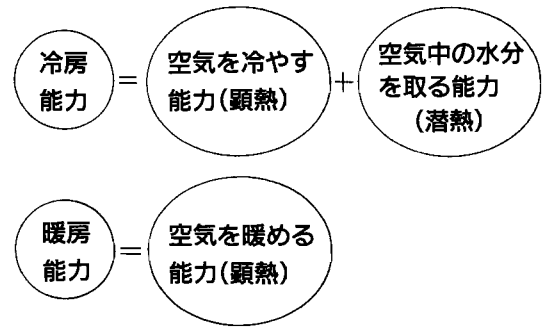 冷房
能力
=
空気を冷やす
能力(顕熱)
+
空気中の水分
を取る能力
(潜熱)
暖房
能力
=
空気を暖める
能力(顕熱)